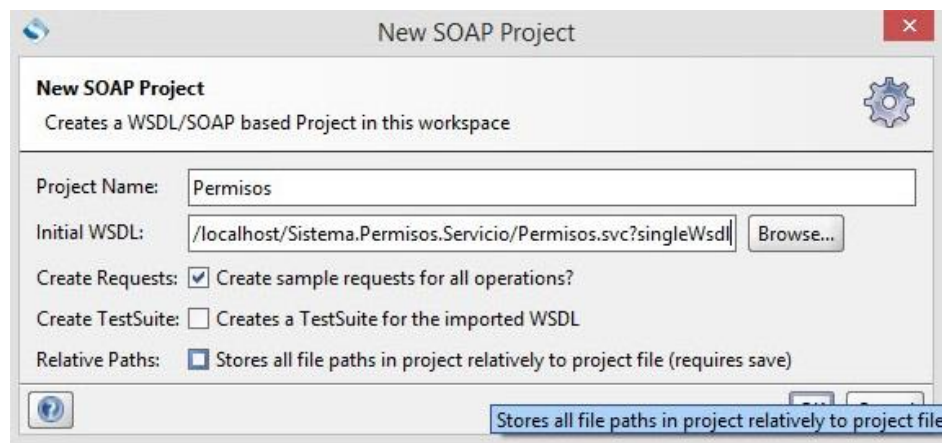 New SOAP Project
New SOAP Project
Creates a WSDL/SOAP based Project in this workspace
Project Name: Permisos
Initial WSDL: /localhost/Sistema.Permisos.Servicio/Permisos.svc?singleWsdl Browse...
Create Requests: Create sample requests for all operations?
Create TestSuite: Creates a TestSuite for the imported WSDL
Relative Paths: Stores all file paths in project relatively to project file (requires save)
Stores all file paths in project relatively to project file